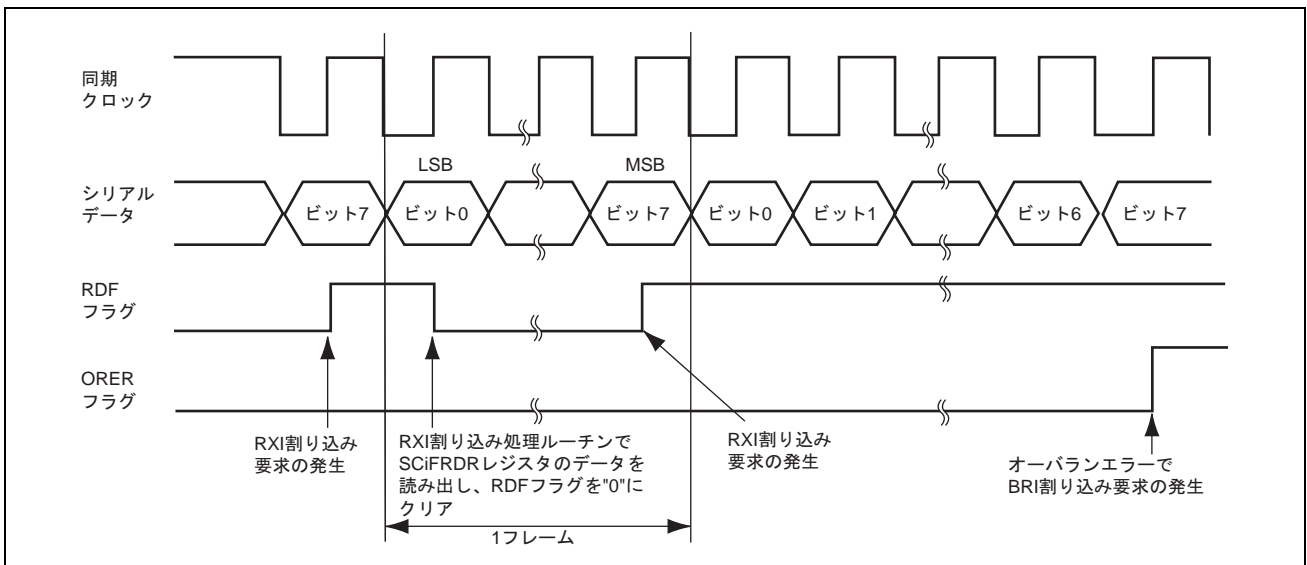 同期
クロック
LSB
MSB
シリアル
データ
ビット7
ビット0
ビット7
ビット0
ビット1
ビット6
ビット7
RDF
フラグ
ORER
フラグ
RXI割り込み
要求の発生
RXI割り込み処理ルーチンで
SCiFRDRレジスタのデータを
読み出し、RDFフラグを"0"に
クリア
RXI割り込み
要求の発生
オーバランエラーで
BRI割り込み要求の発生
1フレーム